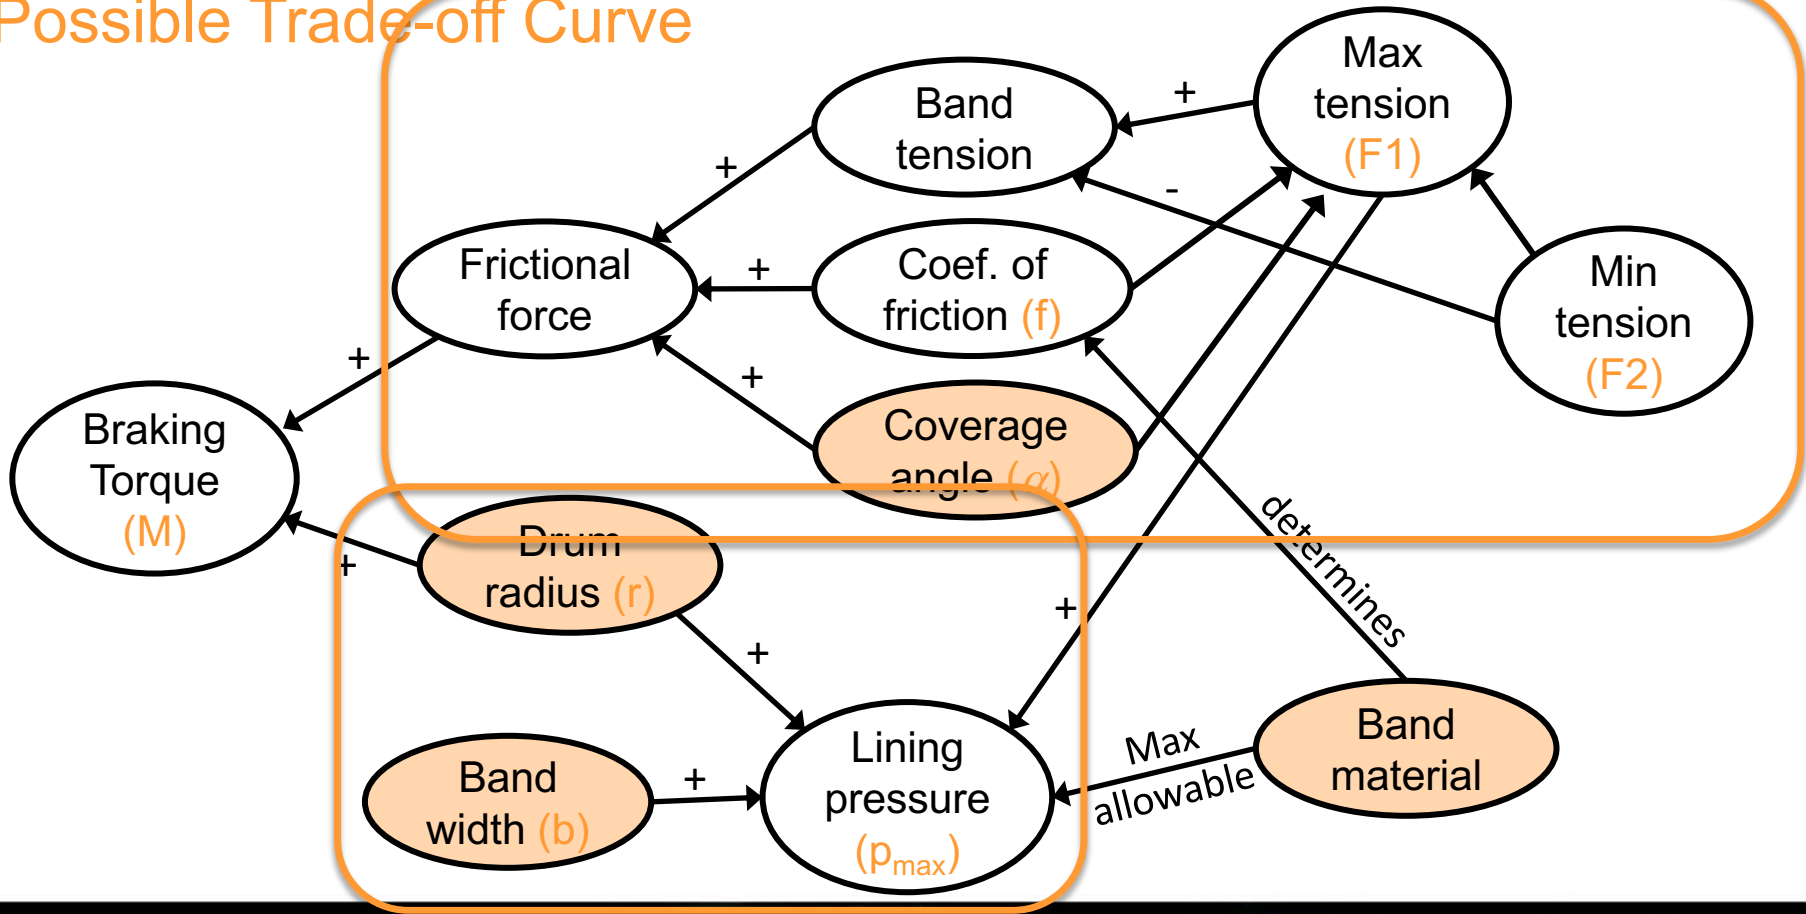 Possible Trade-off Curve
Max
tension
(F1)
+
Band
tension
+
-
Min
tension
(F2)
Coef. of
friction (f)
+
Frictional
force
+
+
Coverage
angle (α)
Braking
Torque
(M)
+
Drum
radius (r)
determines
+
+
Band
width (b)
+
Lining
pressure
(pmax)
Max
allowable
Band
material